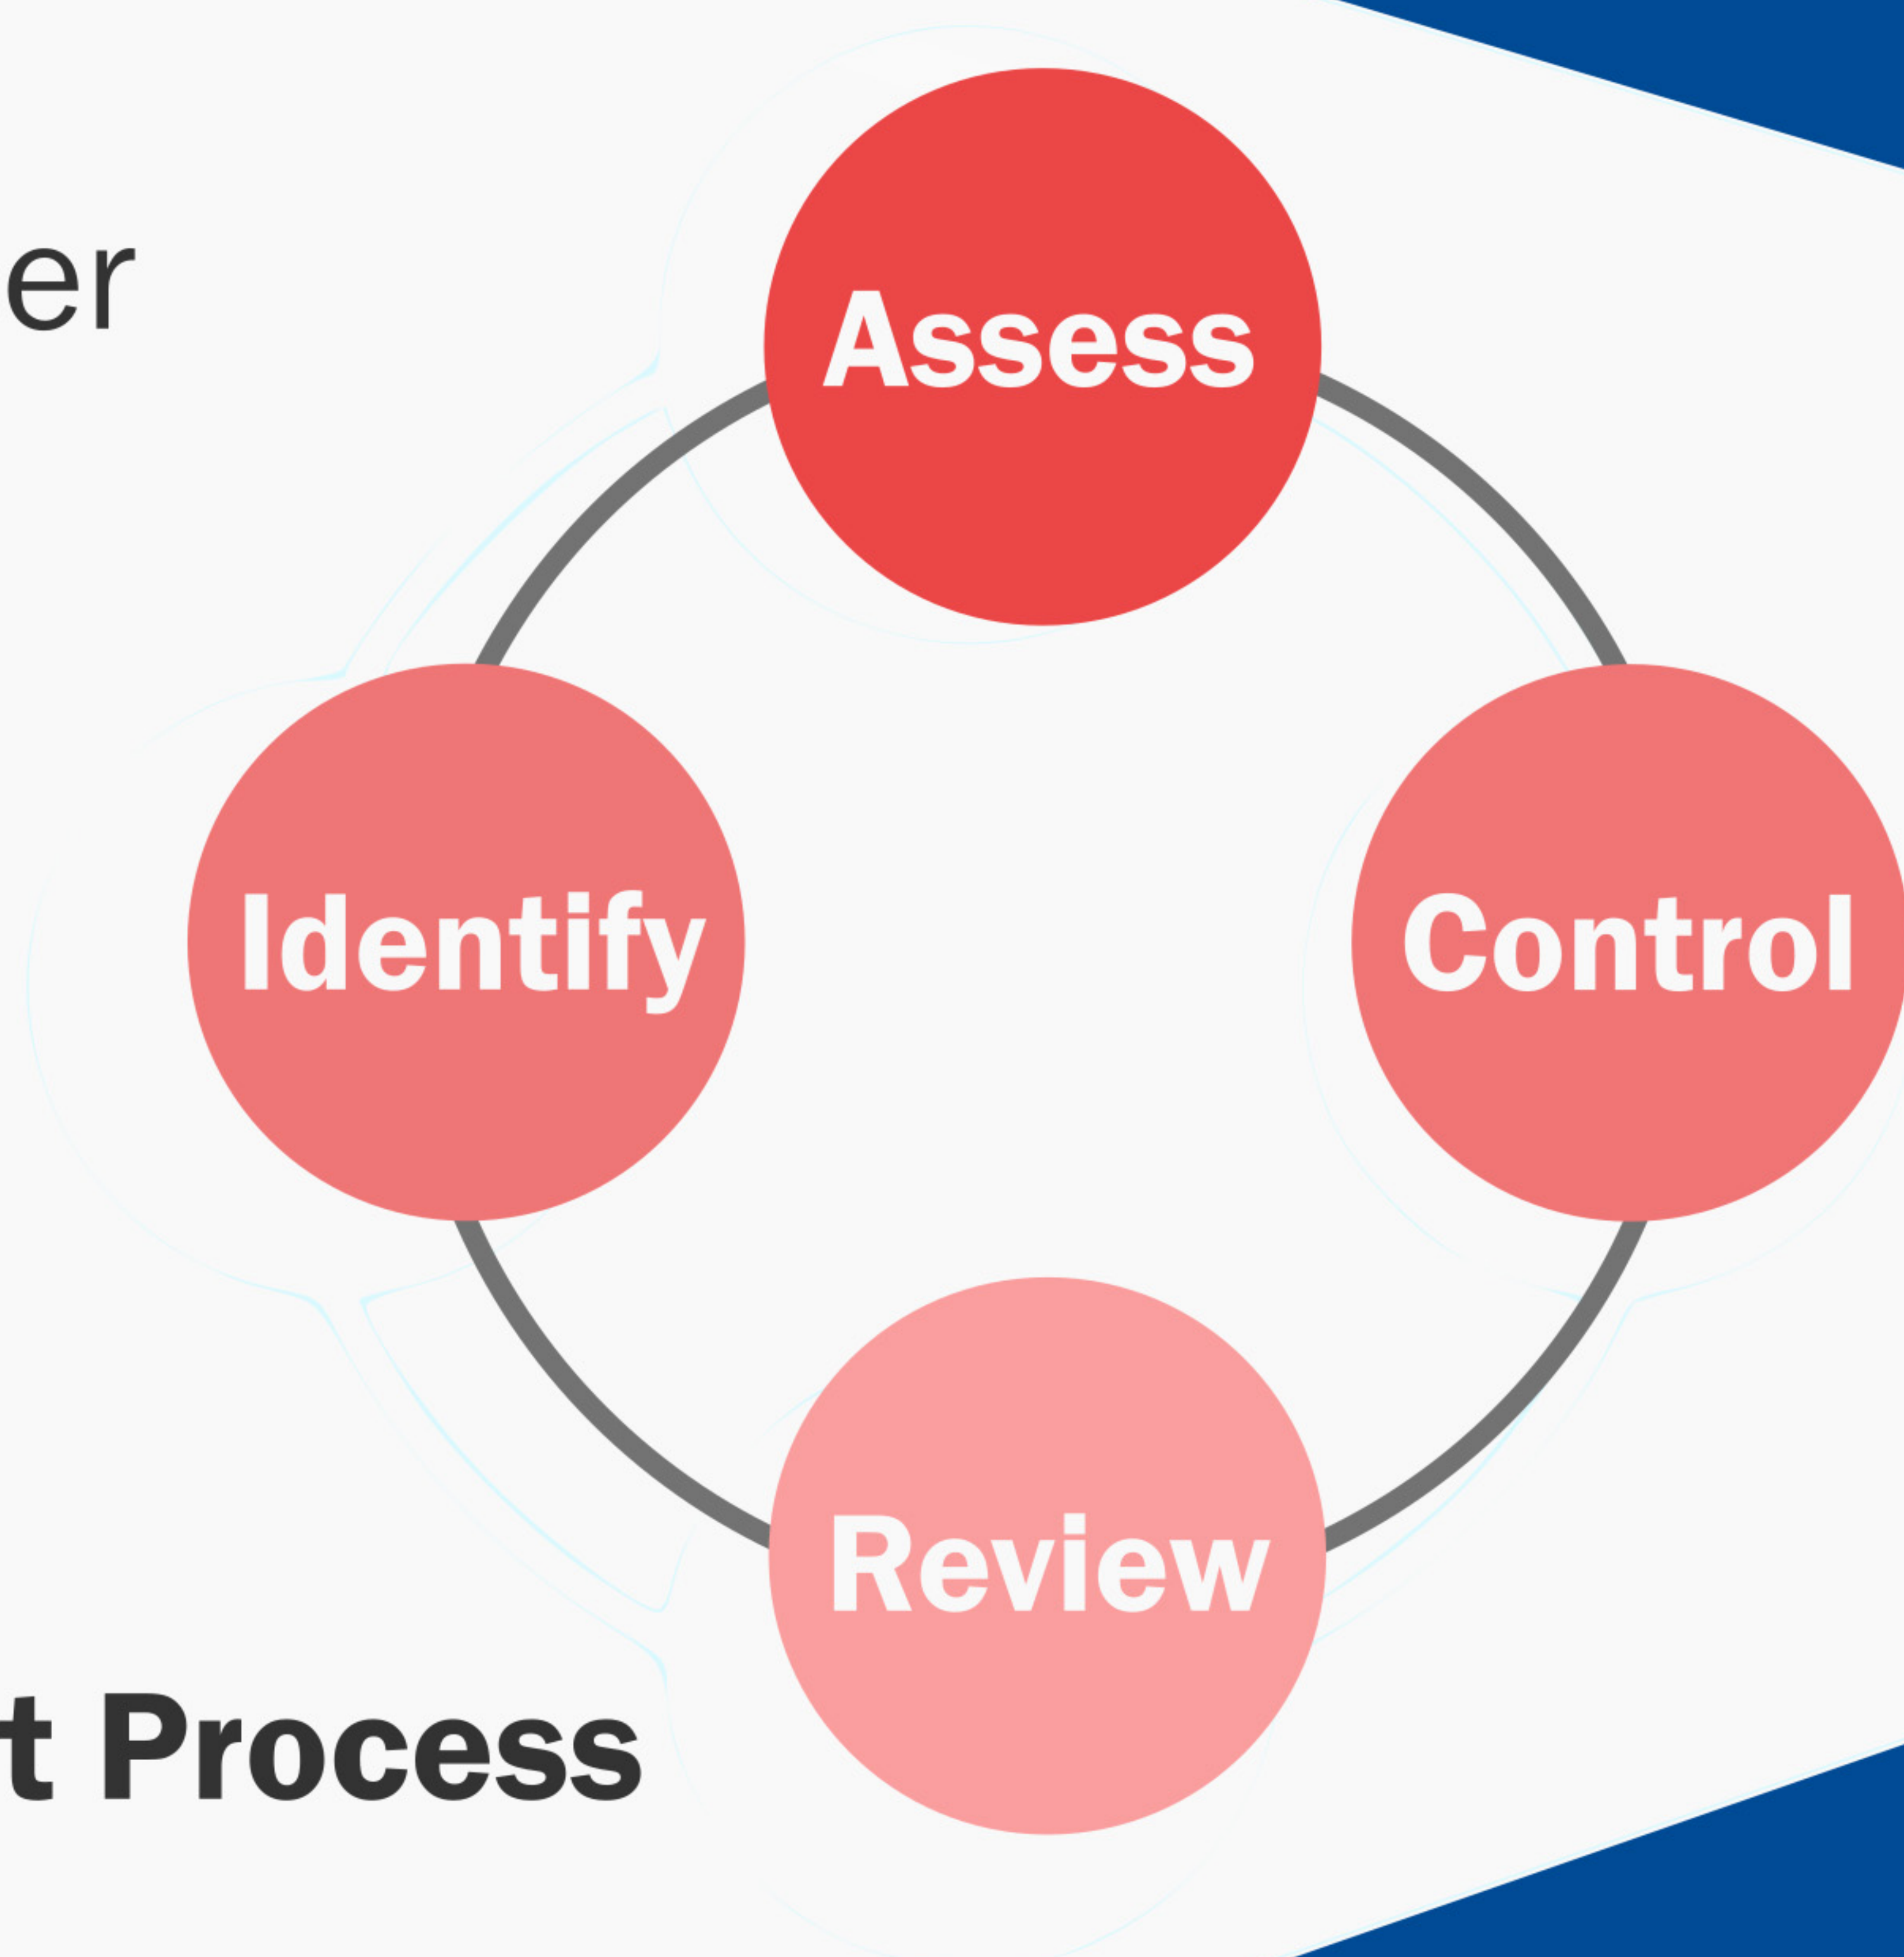 er
Assess
Identify
Control
Review
t Process